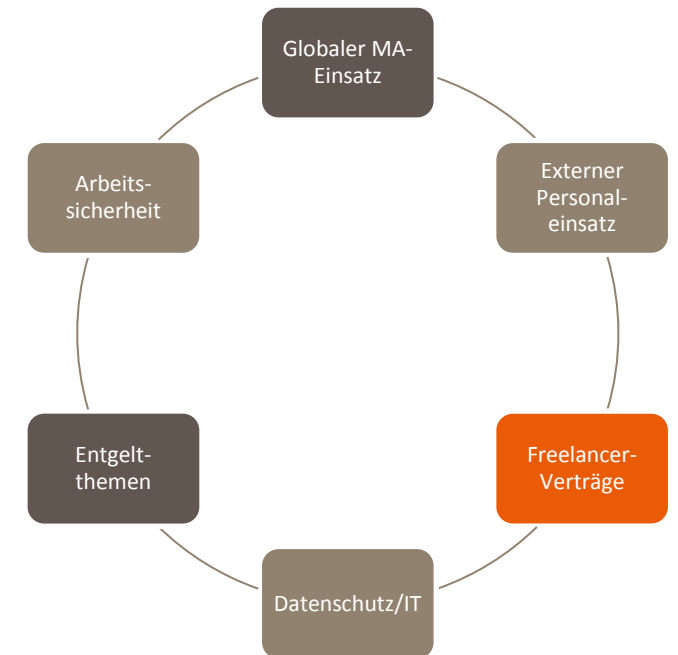 Globaler MA-
Einsatz
Externer
Personal-
einsatz
Freelancer-
Verträge
Datenschutz/IT
Entgelt-
themen
Arbeits-
sicherheit